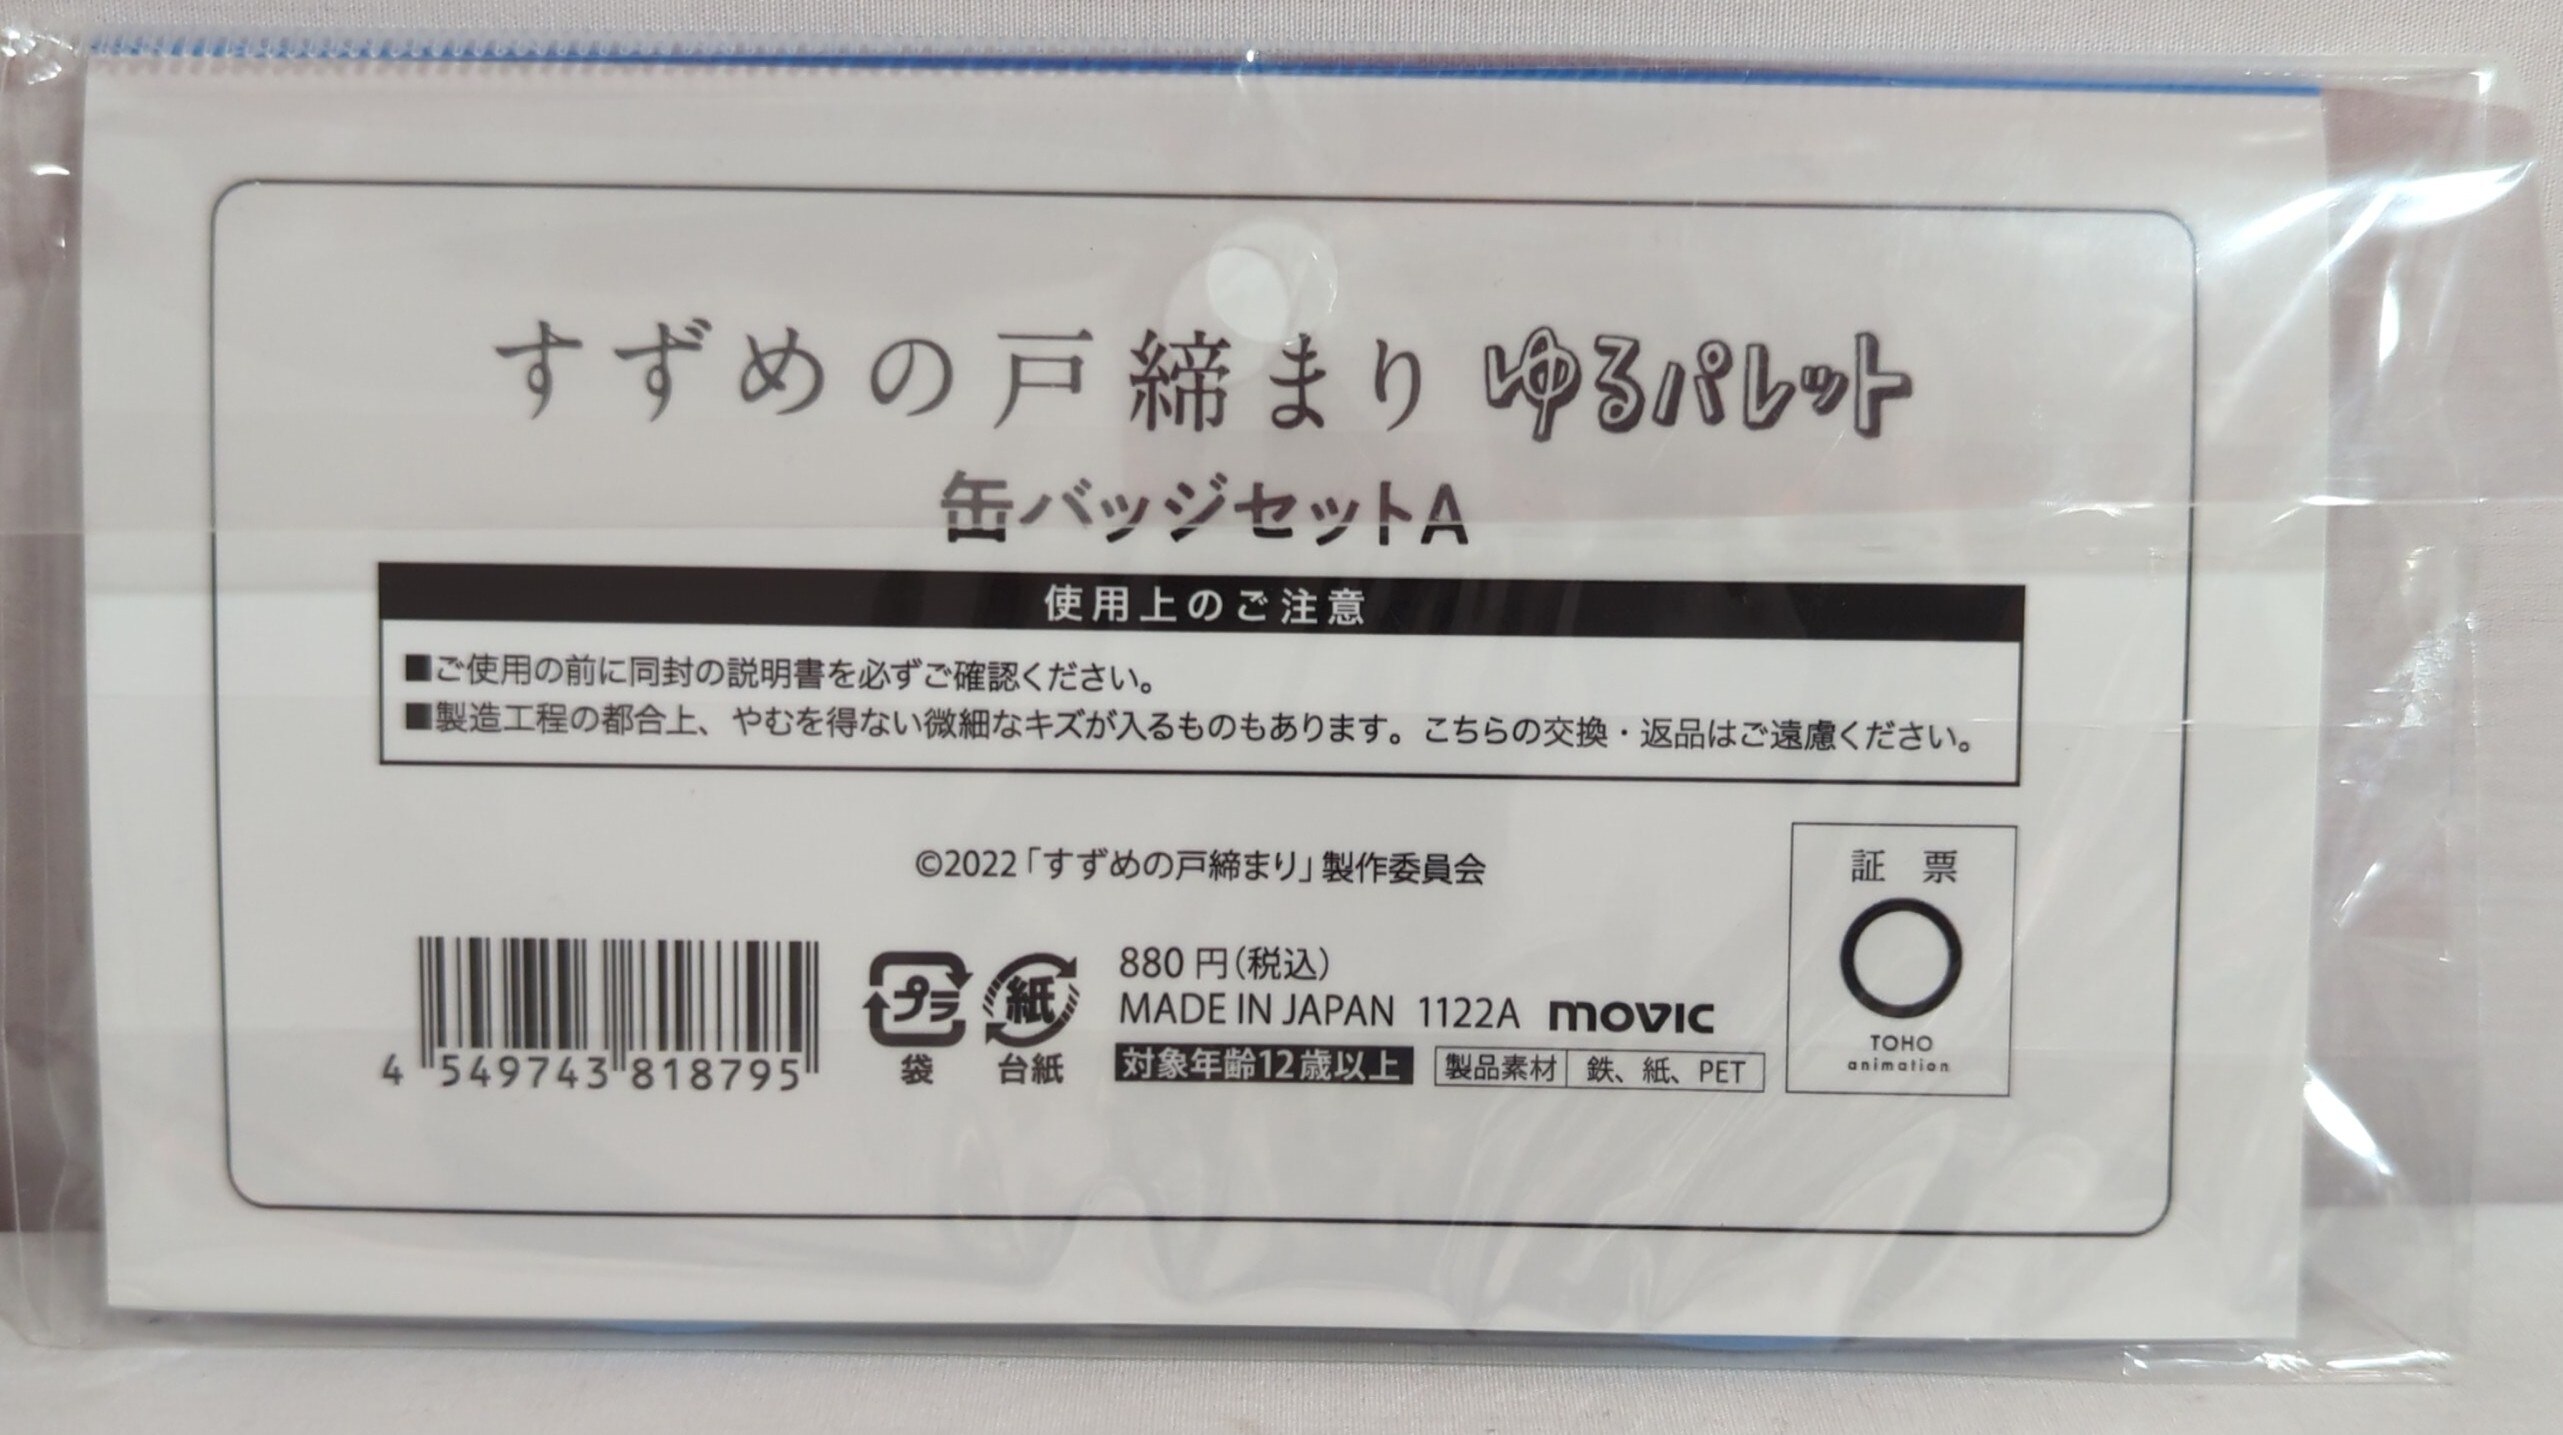 すずめの戸締まり ゆるパレット
缶バッジセットA
使用上のご注意
■ご使用の前に同封の説明書を必ずご確認ください。
■製造工程の都合上、やむを得ない微細なキズが入るものもあります。こちらの交換・返品はご遠慮ください。
©2022「すずめの戸締まり」製作委員会
証 票
TOHO
animation
4 549743 818795
プラ
袋
紙
台紙
880 円(税込)
MADE IN JAPAN 1122A movic
対象年齢12歳以上
製品素材 鉄、紙、PET